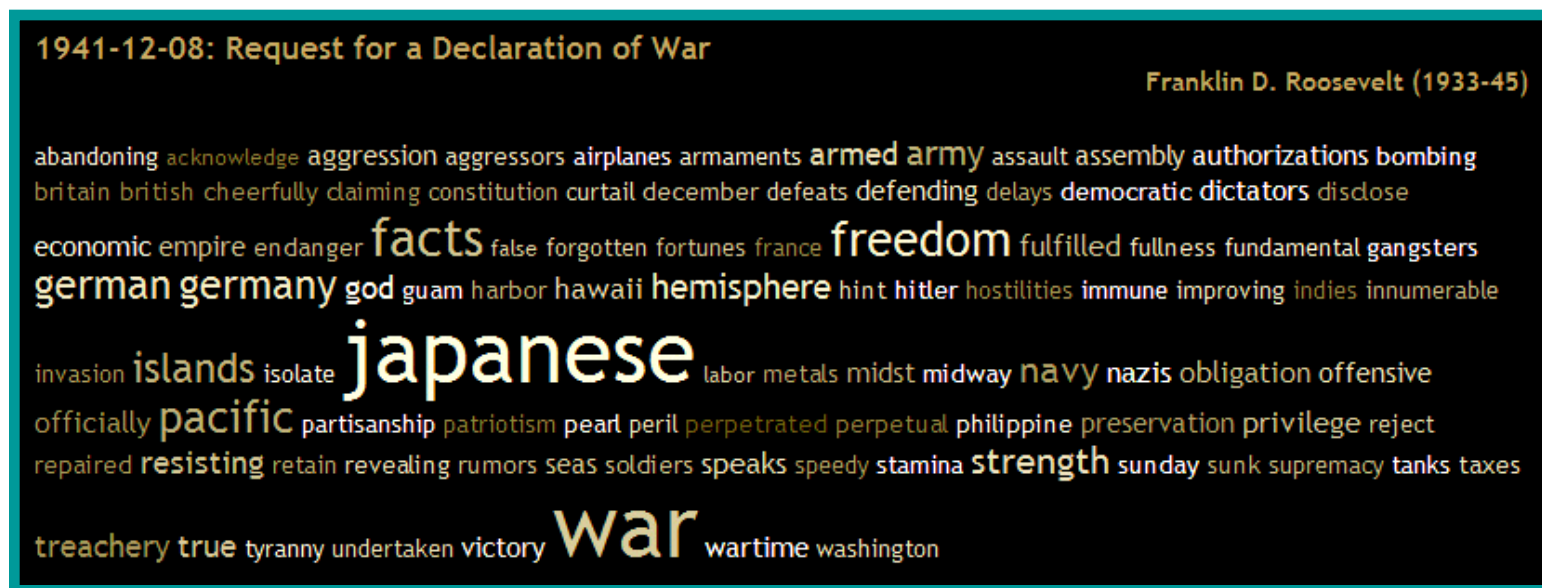 1941-12-08: Request for a Declaration of War
Franklin D. Roosevelt (1933-45)
abandoning acknowledge aggression aggressors airplanes armaments armed army assault assembly authorizations bombing
britain british cheerfully claiming constitution curtail december defeats defending delays democratic dictators disclose
economic empire endanger facts false forgotten fortunes france freedom fulfilled fullness fundamental gangsters
german germany god guam harbor hawaii hemisphere hint hitler hostilities immune improving indies innumerable
invasion islands isolate japanese labor metals midst midway navy nazis obligation offensive
officially pacific partisanship patriotism pearl peril perpetrated perpetual philippine preservation privilege reject
repaired resisting retain revealing rumors seas soldiers speaks speedy stamina strength sunday sunk supremacy tanks taxes
treachery true tyranny undertaken victory war wartime washington